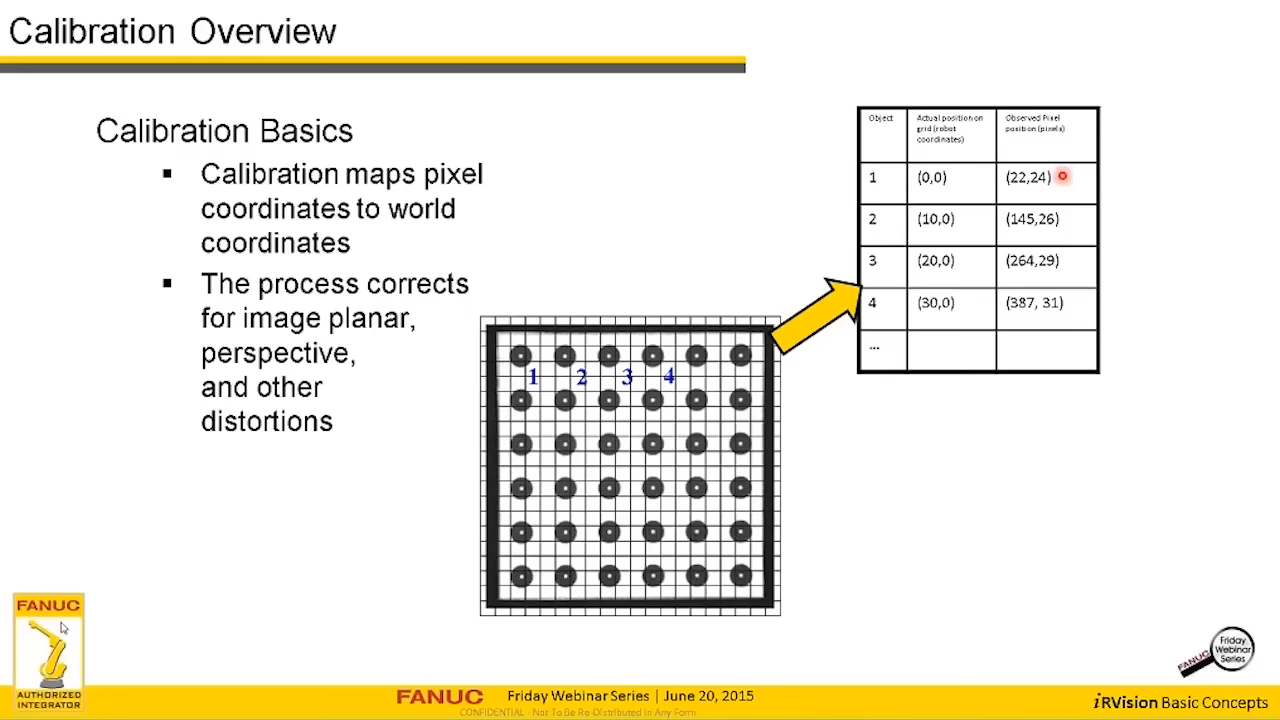 Calibration Overview
Calibration Basics
▪ Calibration maps pixel
coordinates to world
coordinates
▪ The process corrects
for image planar,
perspective,
and other
distortions
1 2 3 4
Object Actual position on grid (robot coordinates) Observed Pixel position (pixels)
1 (0,0) (22,24)
2 (10,0) (145,26)
3 (20,0) (264,29)
4 (30,0) (387, 31)
...
FANUC
AUTHORIZED
INTEGRATOR
FANUC Friday Webinar Series | June 20, 2015
CONFIDENTIAL - Not To Be Re-Distributed In Any Form
Friday
Webinar
Series
FANUC
iRVision Basic Concepts